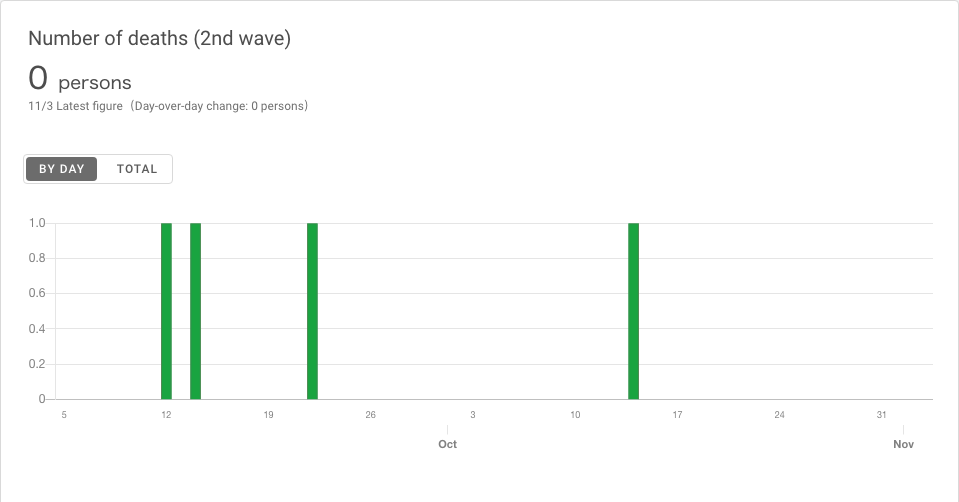 Number of deaths (2nd wave)
0 persons
11/3 Latest figure（Day-over-day change: 0 persons）
BY DAY TOTAL
1.0
0.8
0.6
0.4
0.2
0
5 12 19 26 3 10 17 24 31
Oct Nov